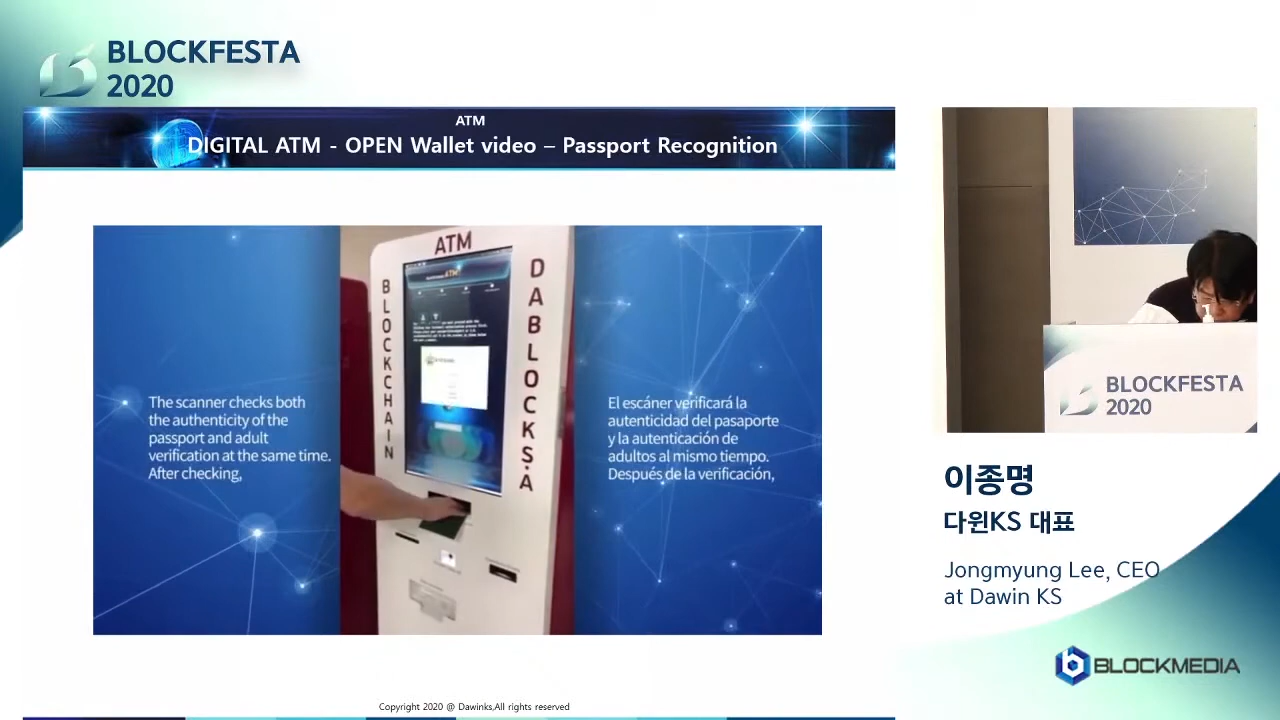 BLOCKFESTA
2020
ATM
DIGITAL ATM - OPEN Wallet video – Passport Recognition
The scanner checks both
the authenticity of the
passport and adult
verification at the same time.
After checking,
ATM
BLOCKCHAIN
DABLOCKS.A
El escáner verificará la
autenticidad del pasaporte
y la autenticación de
adultos al mismo tiempo.
Después de la verificación,
Copyright 2020 @ Dawinks,All rights reserved
BLOCKFESTA
2020
이종명
다윈KS 대표
Jongmyung Lee, CEO
at Dawin KS
BLOCKMEDIA